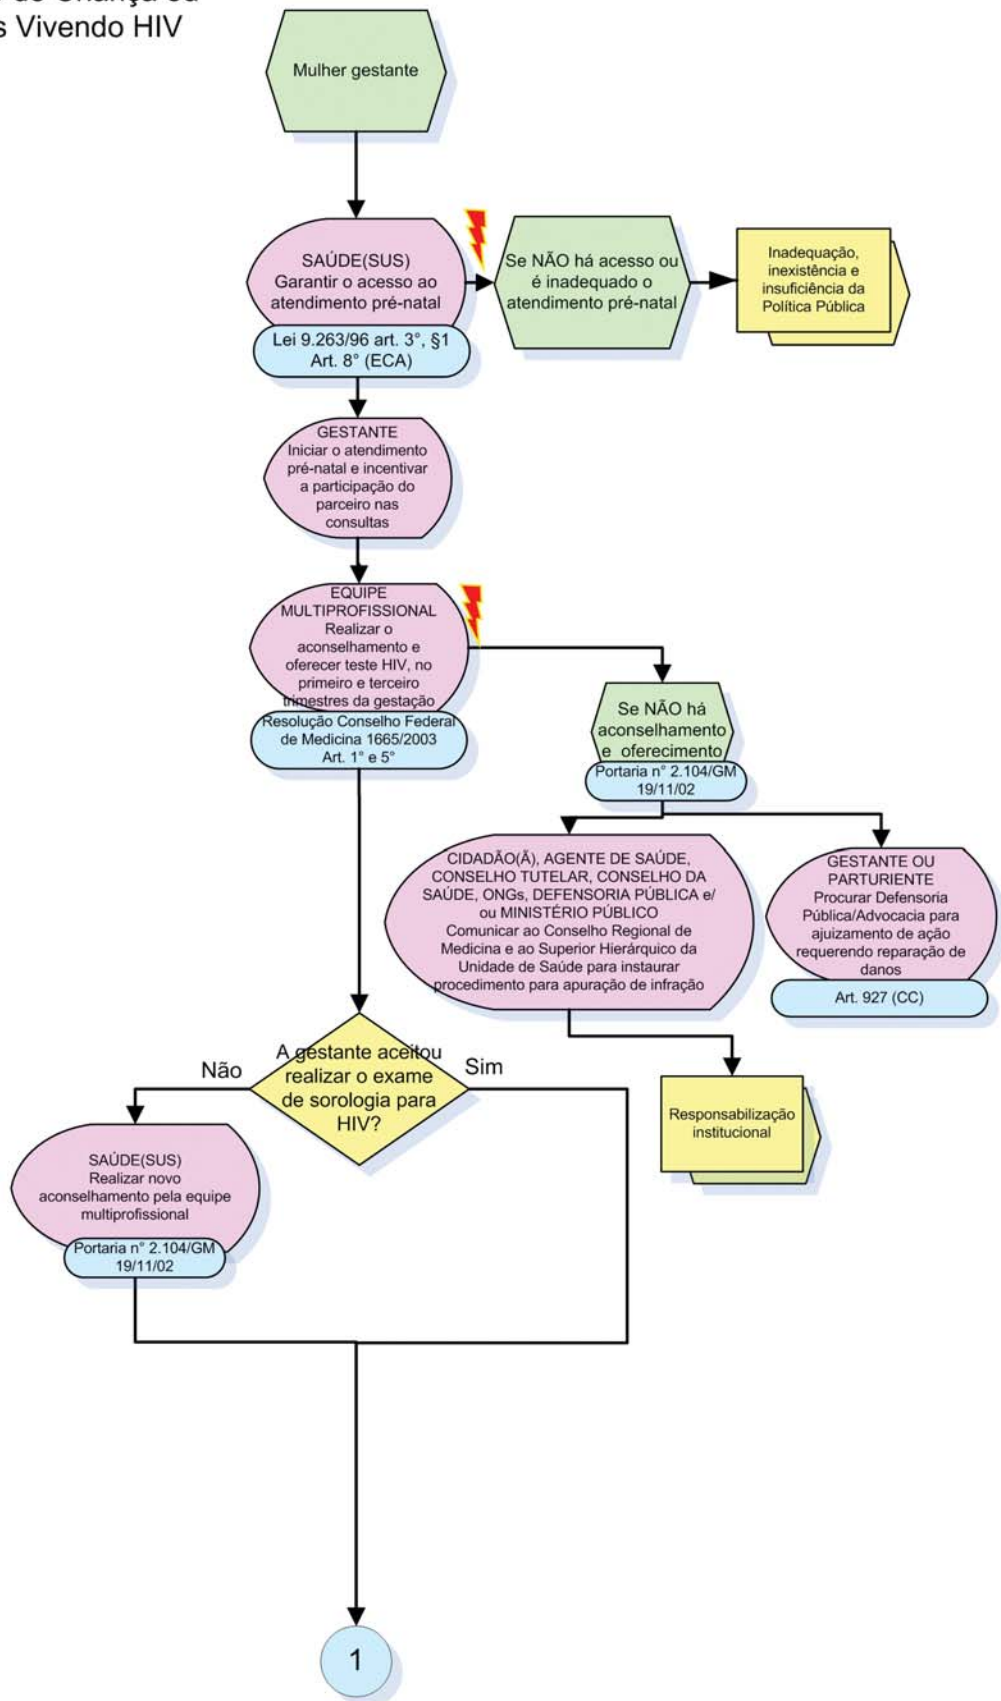 s Vivendo HIV
Mulher gestante
SAÚDE(SUS)
Garantir o acesso ao
atendimento pré-natal
Lei 9.263/96 art. 3°, §1
Art. 8° (ECA)
Se NÃO há acesso ou
é inadequado o
atendimento pré-natal
Inadequação,
inexistência e
insuficiência da
Política Pública
GESTANTE
Iniciar o atendimento
pré-natal e incentivar
a participação do
parceiro nas
consultas
EQUIPE
MULTIPROFISSIONAL
Realizar o
aconselhamento e
oferecer teste HIV, no
primeiro e terceiro
trimestres da gestação
Resolução Conselho Federal
de Medicina 1665/2003
Art. 1° e 5°
Se NÃO há
aconselhamento
e oferecimento
Portaria n° 2.104/GM
19/11/02
CIDADÃO(Ã), AGENTE DE SAÚDE,
CONSELHO TUTELAR, CONSELHO DA
SAÚDE, ONGs, DEFENSORIA PÚBLICA e/
ou MINISTÉRIO PÚBLICO
Comunicar ao Conselho Regional de
Medicina e ao Superior Hierárquico da
Unidade de Saúde para instaurar
procedimento para apuração de infração
GESTANTE OU
PARTURIENTE
Procurar Defensoria
Pública/Advocacia para
ajuizamento de ação
requerendo reparação de
danos
Art. 927 (CC)
Responsabilização
institucional
A gestante aceitou
realizar o exame
de sorologia para
HIV?
Não
Sim
SAÚDE(SUS)
Realizar novo
aconselhamento pela equipe
multiprofissional
Portaria n° 2.104/GM
19/11/02
1